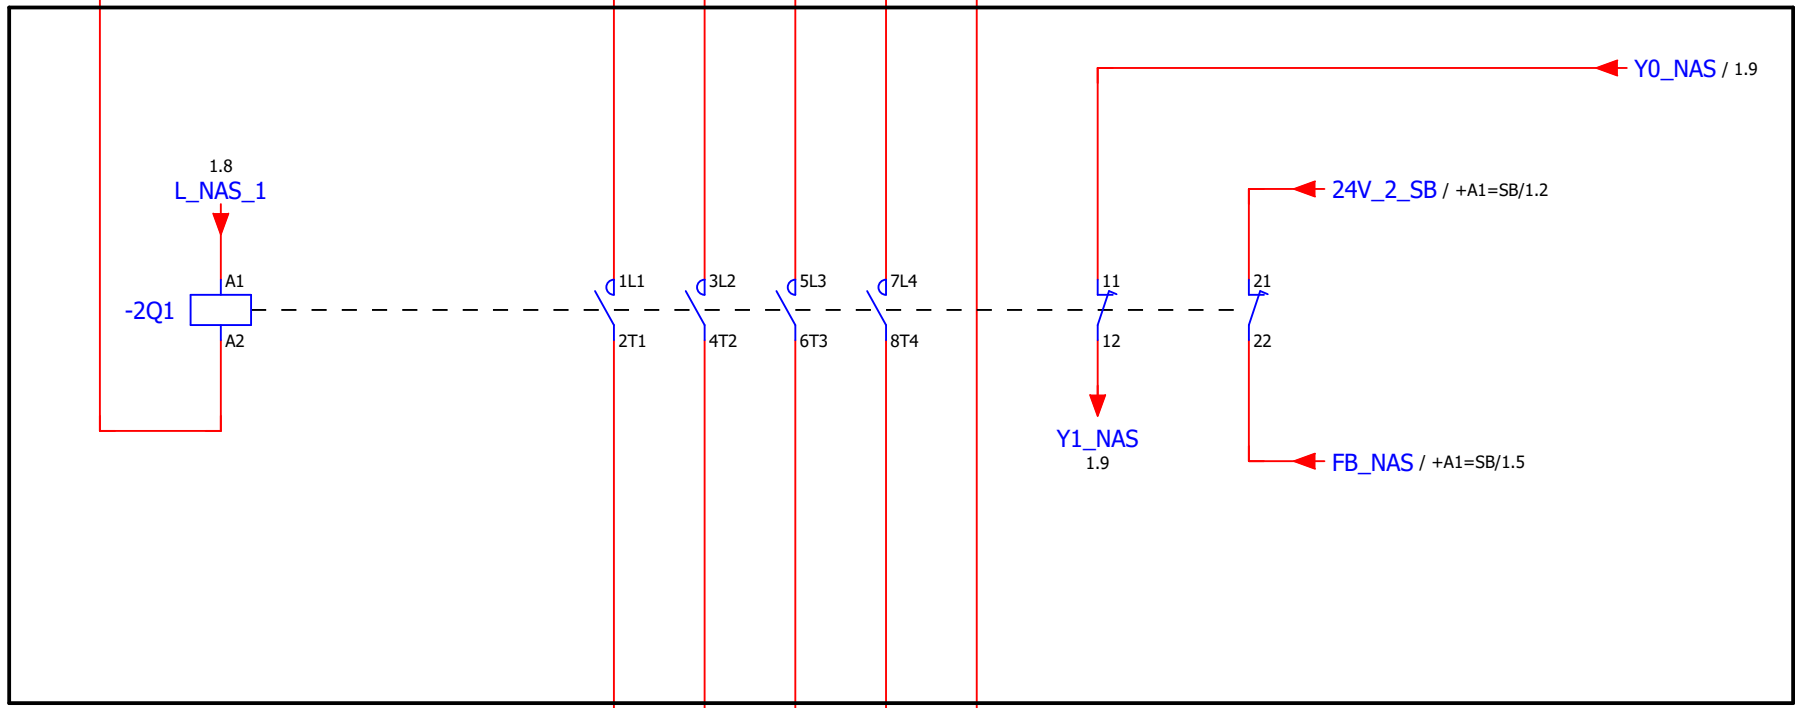 Y0_NAS / 1.9
1.8
L_NAS_1
24V_2_SB / +A1=SB/1.2
A1
1L1
3L2
5L3
7L4
11
21
-2Q1
A2
2T1
4T2
6T3
8T4
12
22
Y1_NAS
1.9
FB_NAS / +A1=SB/1.5